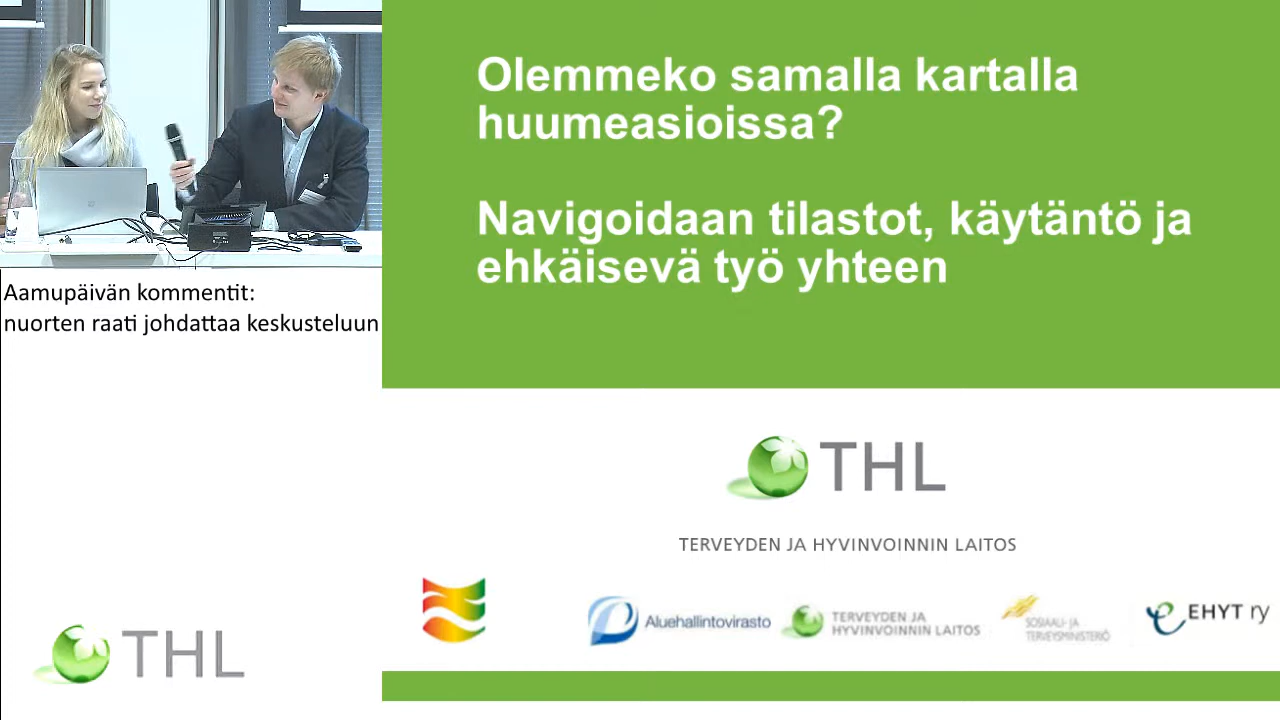 Olemmeko samalla kartalla
huumeasioissa?
Navigoidaan tilastot, käytäntö ja
ehkäisevä työ yhteen
Aamupäivän kommentit:
nuorten raati johdattaa keskusteluun
THL
TERVEYDEN JA HYVINVOINNIN LAITOS
Aluehallintovirasto
TERVEYDEN JA
HYVINVOINNIN LAITOS
SOSIAALI- JA
TERVEYSMINISTERIÖ
EHYT ry
THL